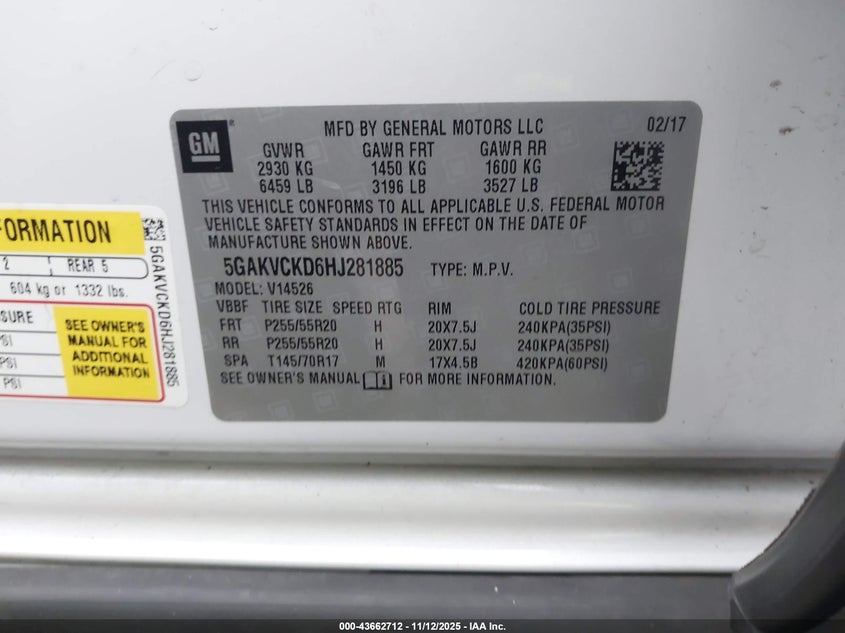 GM
MFD BY GENERAL MOTORS LLC 02/17
GVWR GAWR FRT GAWR RR
2930 KG 1450 KG 1600 KG
6459 LB 3196 LB 3527 LB
THIS VEHICLE CONFORMS TO ALL APPLICABLE U.S. FEDERAL MOTOR
VEHICLE SAFETY STANDARDS IN EFFECT ON THE DATE OF
MANUFACTURE SHOWN ABOVE.
5GAKVCKD6HJ281885 TYPE: M.P.V.
MODEL: V14526
VBBF TIRE SIZE SPEED RTG RIM COLD TIRE PRESSURE
FRT P255/55R20 H 20X7.5J 240KPA(35PSI)
RR P255/55R20 H 20X7.5J 240KPA(35PSI)
SPA T145/70R17 M 17X4.5B 420KPA(60PSI)
SEE OWNER'S MANUAL FOR MORE INFORMATION.
FORMATION
2 REAR 5
604 kg or 1332 lbs.
SURE
PSI
PSI
SEE OWNER'S
MANUAL FOR
ADDITIONAL
INFORMATION
5GAKVCKD6HJ281885
000-43662712 - 11/12/2025 - IAA Inc.